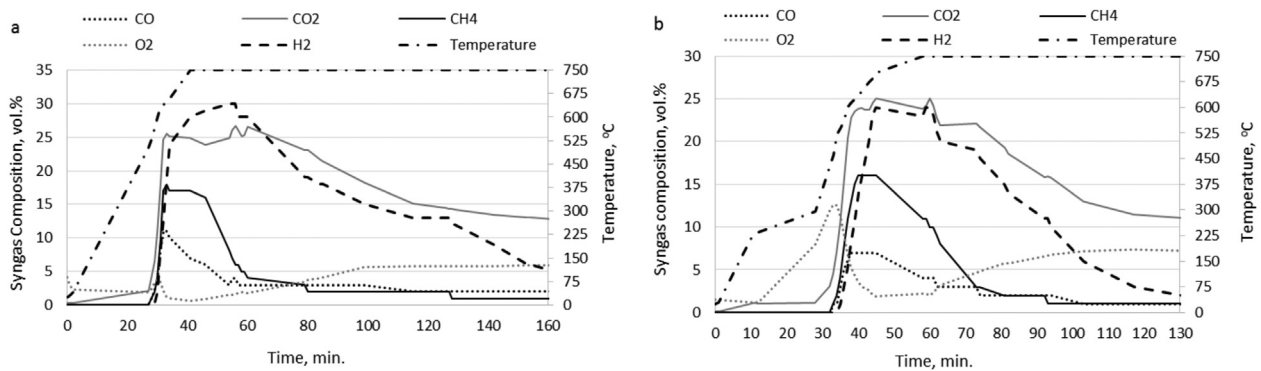 a
CO CO2 CH4
O2 H2 Temperature
35 30 25 20 15 10 5 0
Syngas Composition, vol.%
750 675 600 525 450 375 300 225 150 75 0
Temperature, ºC
0 20 40 60 80 100 120 140 160
Time, min.
b
CO CO2 CH4
O2 H2 Temperature
30 25 20 15 10 5 0
Syngas composition, vol.%
750 675 600 525 450 375 300 225 150 75 0
Temperature, ºC
0 10 20 30 40 50 60 70 80 90 100 110 120 130
Time, min.